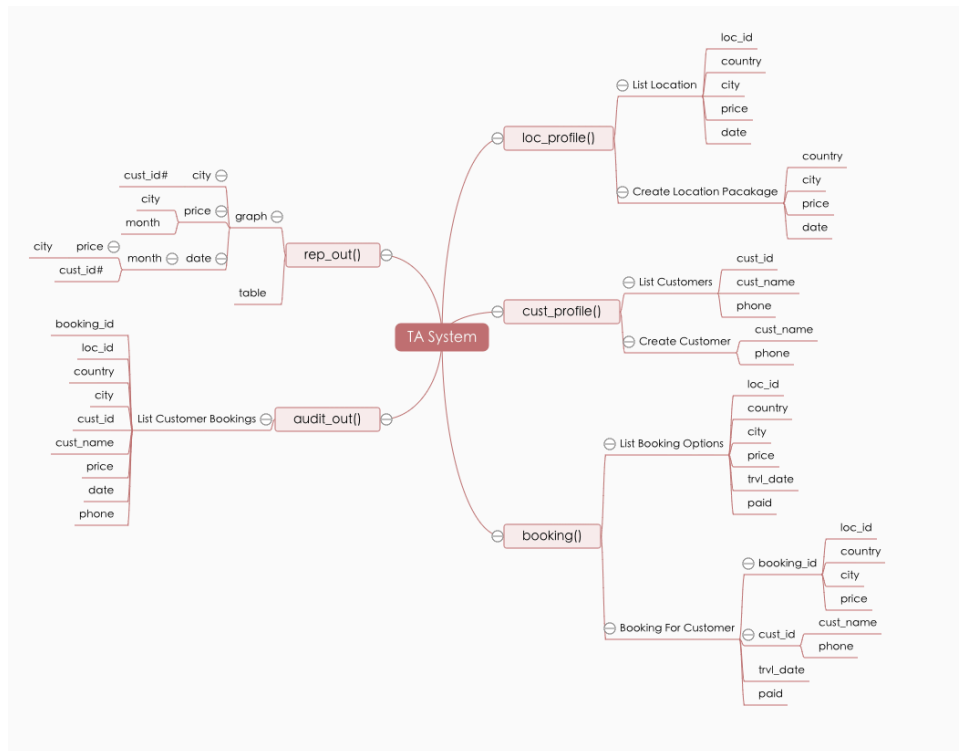 TA System
loc_profile()
List Location
loc_id
country
city
price
date
Create Location Pacakage
country
city
price
date
cust_profile()
List Customers
cust_id
cust_name
phone
Create Customer
cust_name
phone
booking()
List Booking Options
loc_id
country
city
price
trvl_date
paid
Booking For Customer
booking_id
loc_id
country
city
price
cust_id
cust_name
phone
trvl_date
paid
rep_out()
graph
city
cust_id#
price
city
month
date
month
price
city
cust_id#
table
audit_out()
List Customer Bookings
booking_id
loc_id
country
city
cust_id
cust_name
price
date
phone